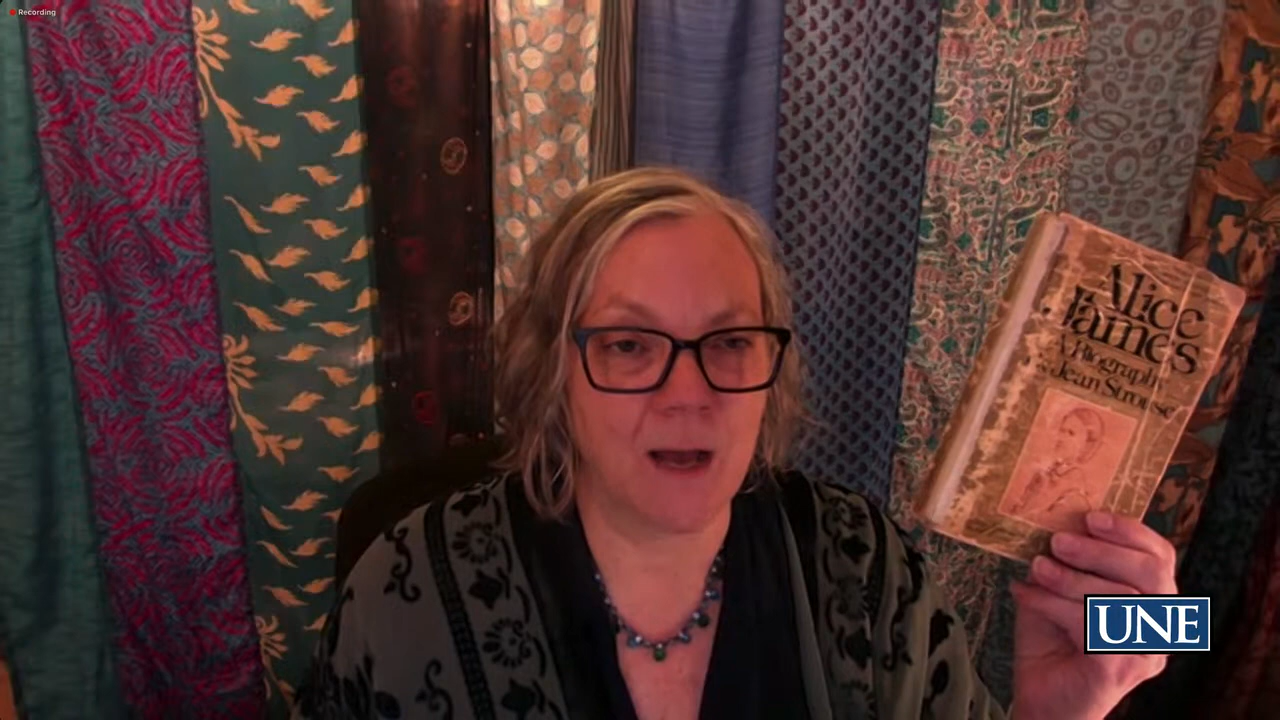 Recording
Alice
James
A Biography
Jean Strouse
UNE